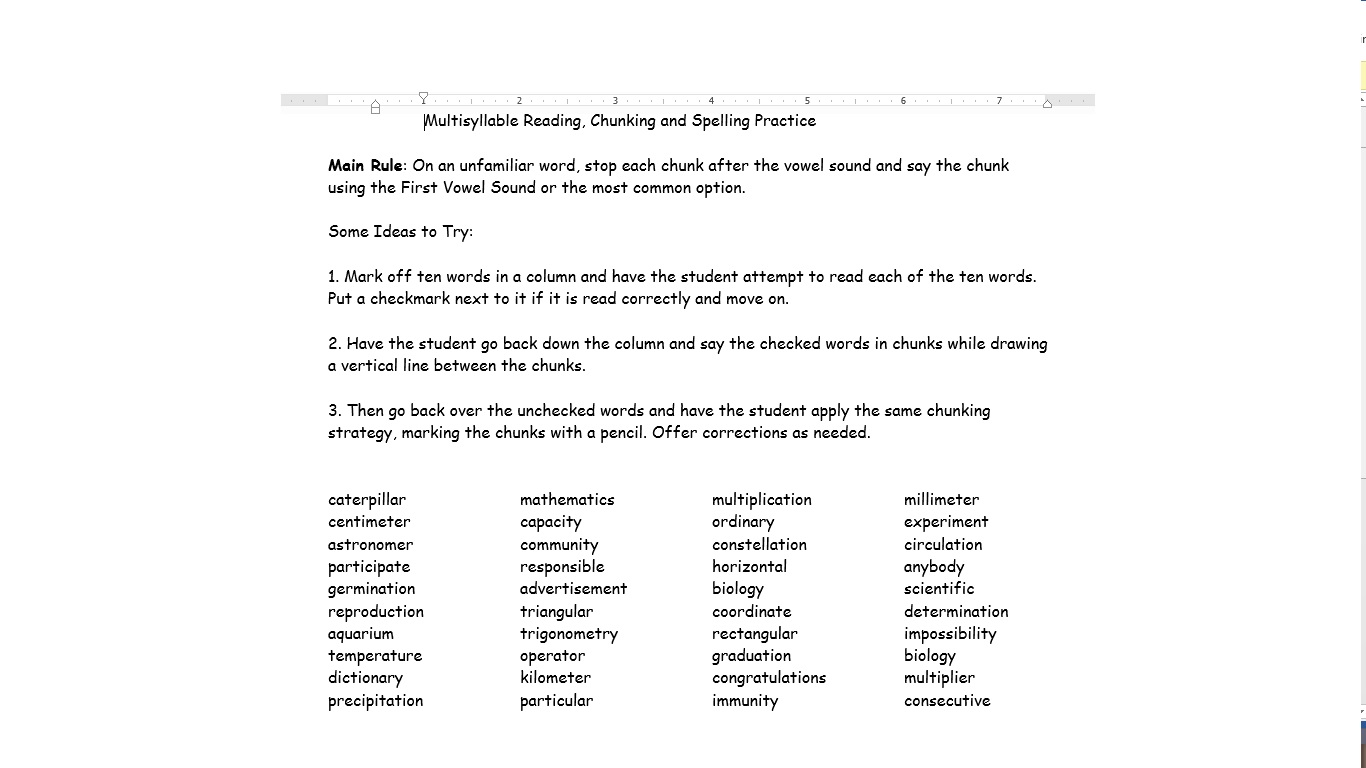 1 2 3 4 5 6 7
Multisyllable Reading, Chunking and Spelling Practice
Main Rule: On an unfamiliar word, stop each chunk after the vowel sound and say the chunk
using the First Vowel Sound or the most common option.
Some Ideas to Try:
1. Mark off ten words in a column and have the student attempt to read each of the ten words.
Put a checkmark next to it if it is read correctly and move on.
2. Have the student go back down the column and say the checked words in chunks while drawing
a vertical line between the chunks.
3. Then go back over the unchecked words and have the student apply the same chunking
strategy, marking the chunks with a pencil. Offer corrections as needed.
caterpillar mathematics multiplication millimeter
centimeter capacity ordinary experiment
astronomer community constellation circulation
participate responsible horizontal anybody
germination advertisement biology scientific
reproduction triangular coordinate determination
aquarium trigonometry rectangular impossibility
temperature operator graduation biology
dictionary kilometer congratulations multiplier
precipitation particular immunity consecutive